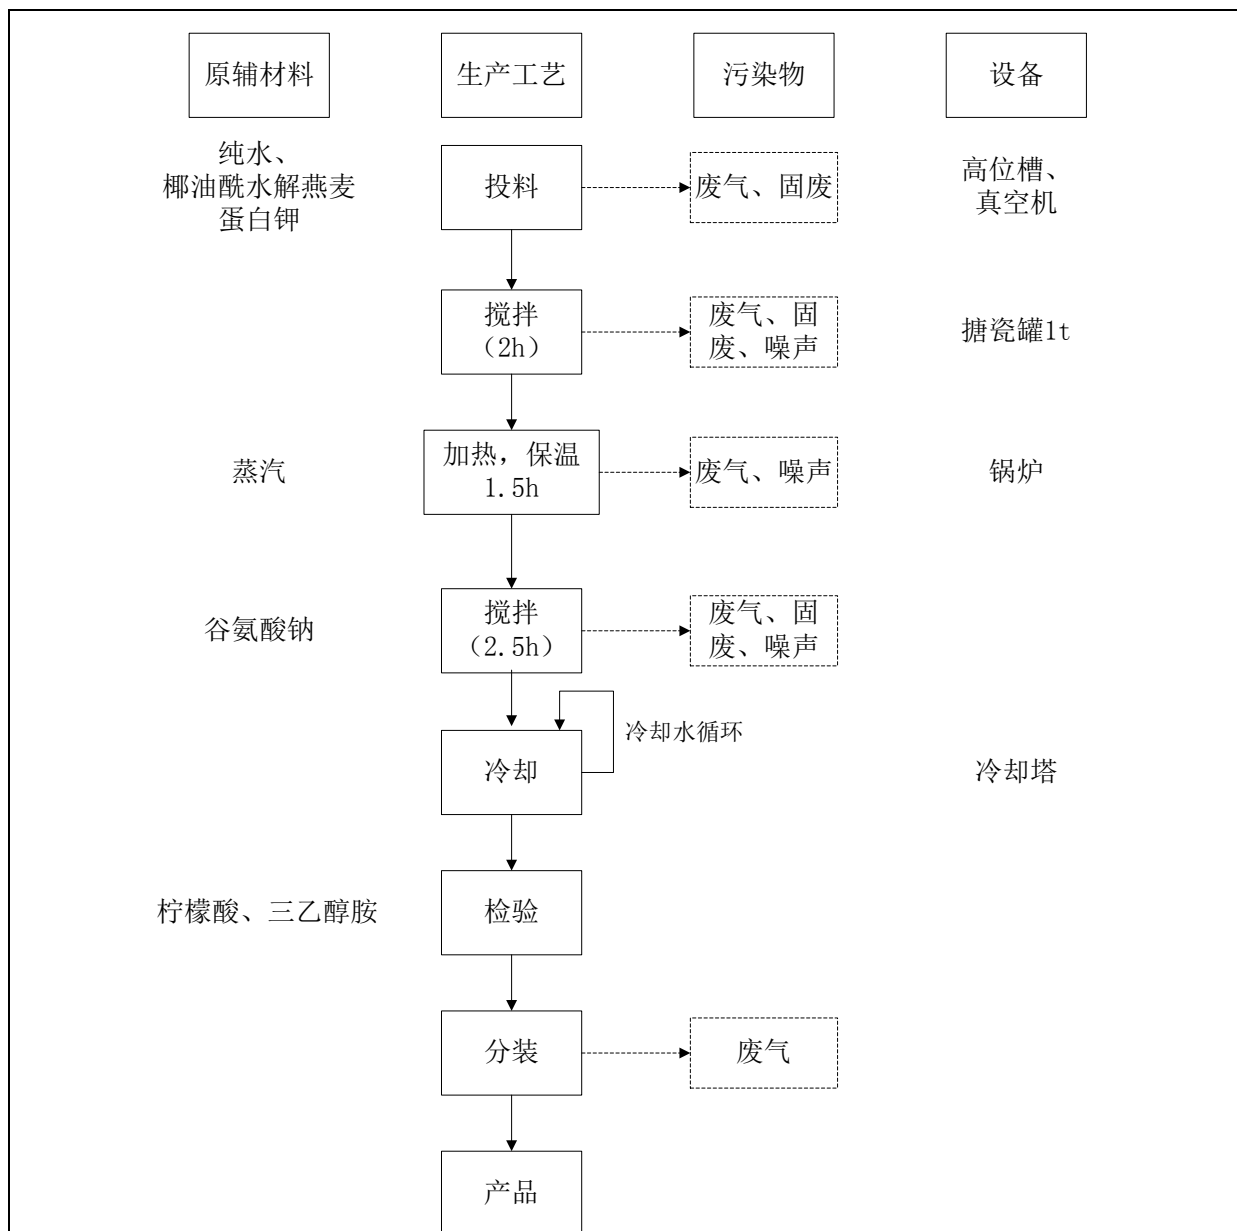 原辅材料
生产工艺
污染物
设备
纯水、
椰油酰水解燕麦
蛋白钾
投料
废气、固废
高位槽、
真空机
搅拌
（2h）
废气、固
废、噪声
搪瓷罐1t
蒸汽
加热，保温
1.5h
废气、噪声
锅炉
谷氨酸钠
搅拌
（2.5h）
废气、固
废、噪声
冷却水循环
冷却
冷却塔
柠檬酸、三乙醇胺
检验
分装
废气
产品